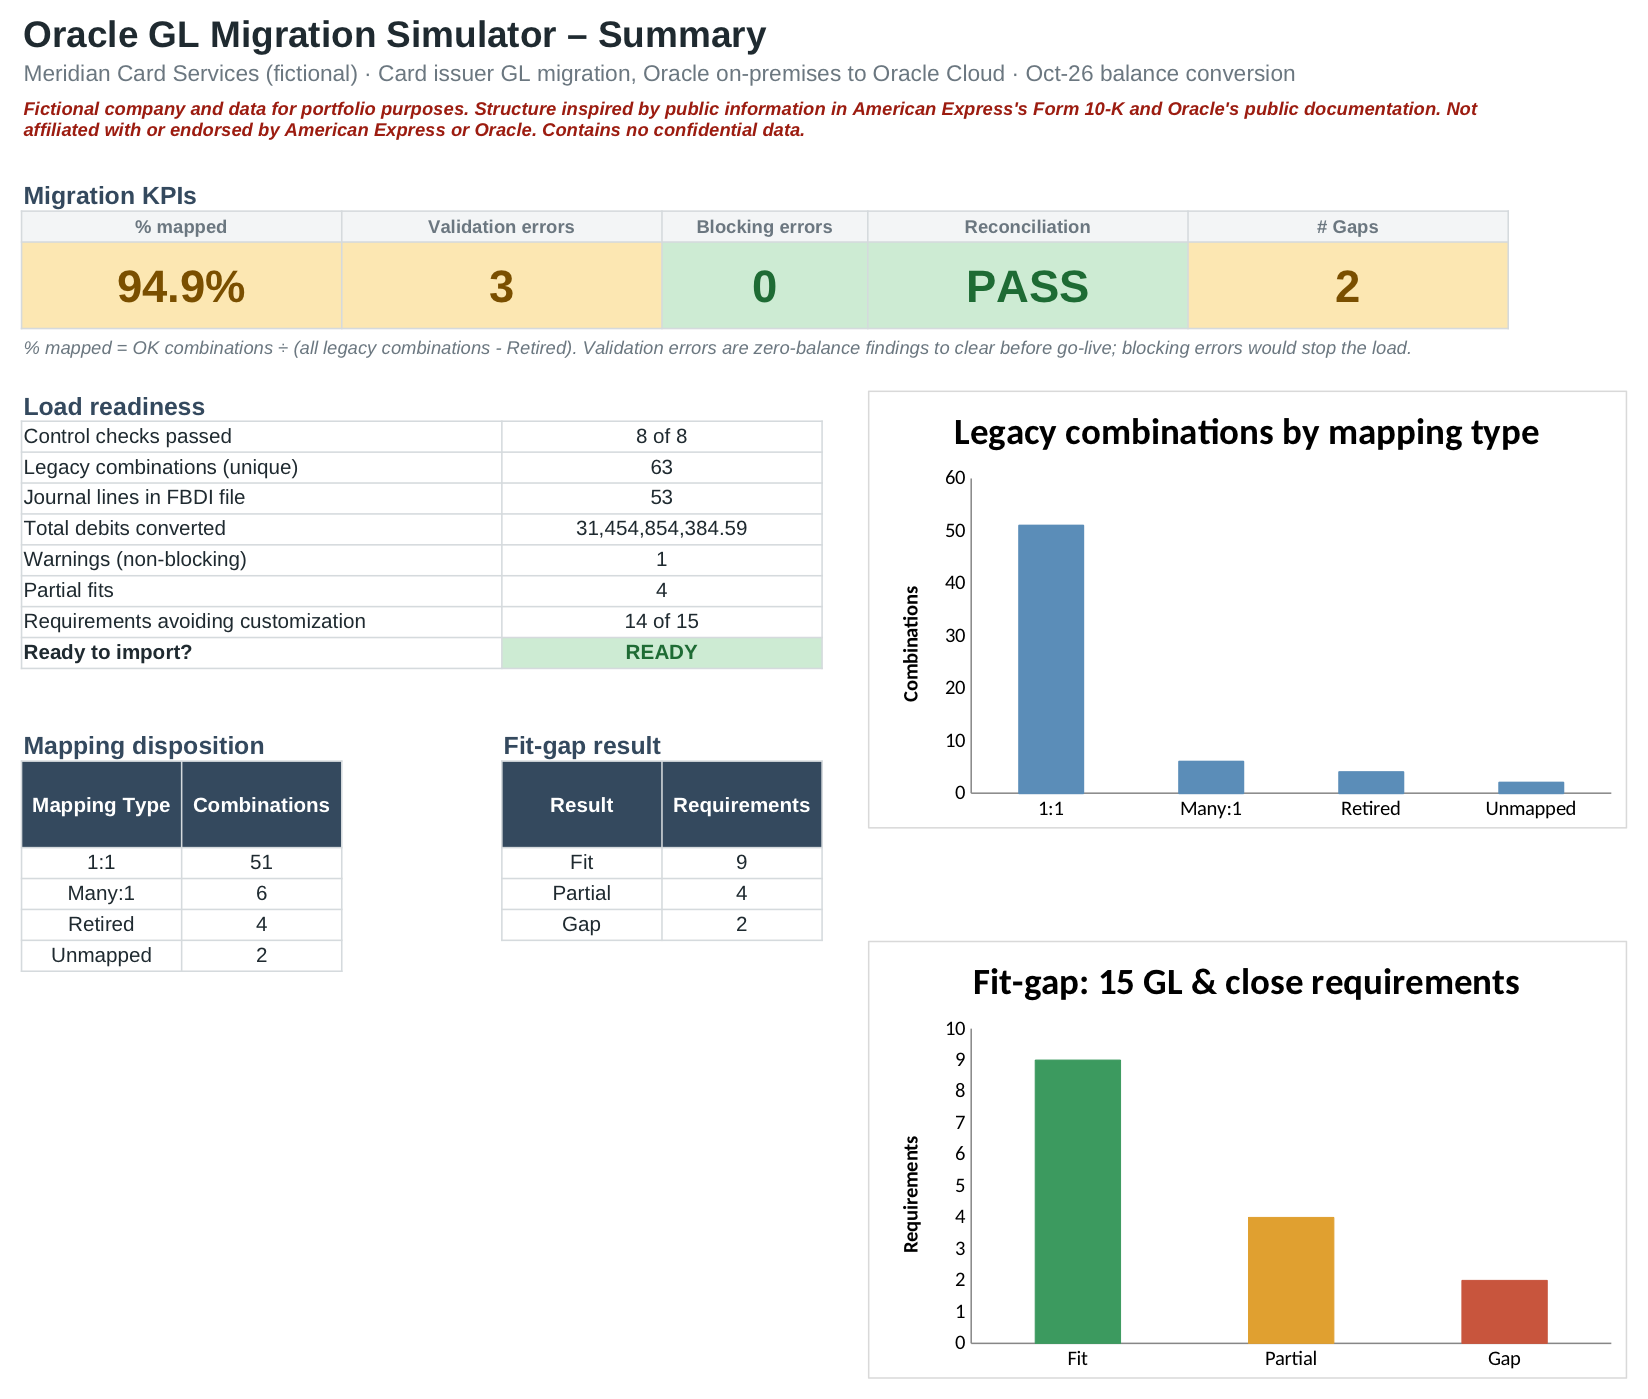 Oracle GL Migration Simulator – Summary
Meridian Card Services (fictional) · Card issuer GL migration, Oracle on-premises to Oracle Cloud · Oct-26 balance conversion
Fictional company and data for portfolio purposes. Structure inspired by public information in American Express's Form 10-K and Oracle's public documentation. Not
affiliated with or endorsed by American Express or Oracle. Contains no confidential data.
Migration KPIs
% mapped Validation errors Blocking errors Reconciliation # Gaps
94.9% 3 0 PASS 2
% mapped = OK combinations ÷ (all legacy combinations - Retired). Validation errors are zero-balance findings to clear before go-live; blocking errors would stop the load.
Load readiness
Control checks passed 8 of 8
Legacy combinations (unique) 63
Journal lines in FBDI file 53
Total debits converted 31,454,854,384.59
Warnings (non-blocking) 1
Partial fits 4
Requirements avoiding customization 14 of 15
Ready to import? READY
Mapping disposition
Mapping Type Combinations
1:1 51
Many:1 6
Retired 4
Unmapped 2
Fit-gap result
Result Requirements
Fit 9
Partial 4
Gap 2
Legacy combinations by mapping type
Combinations
60
50
40
30
20
10
0
1:1 Many:1 Retired Unmapped
Fit-gap: 15 GL & close requirements
Requirements
10
9
8
7
6
5
4
3
2
1
0
Fit Partial Gap